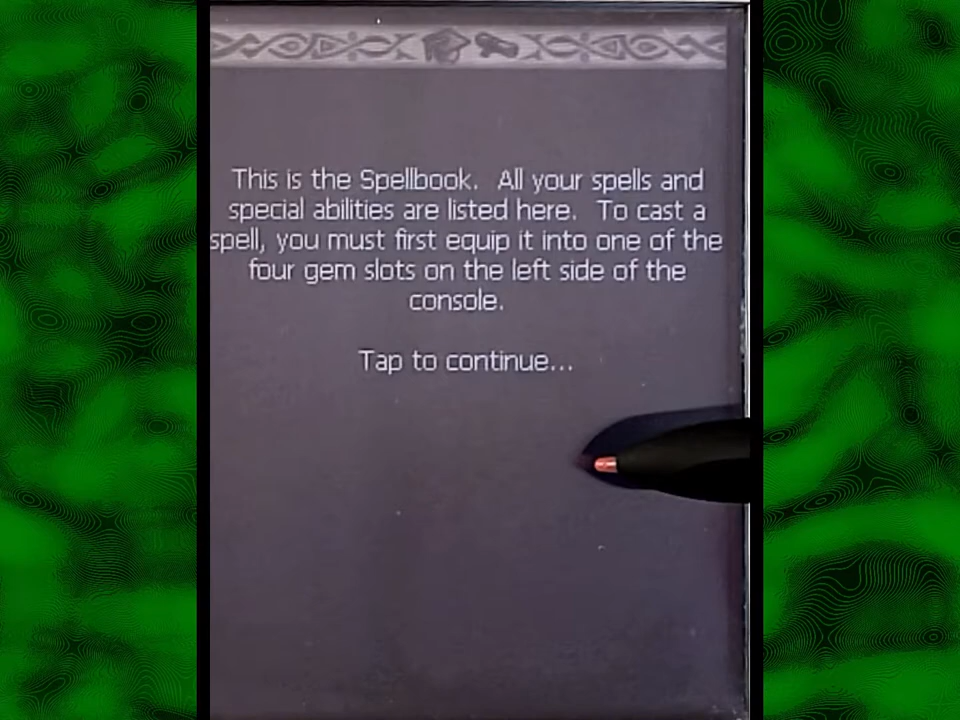 This is the Spellbook.  All your spells and
special abilities are listed here.  To cast a
spell, you must first equip it into one of the
four gem slots on the left side of the
console.
Tap to continue...